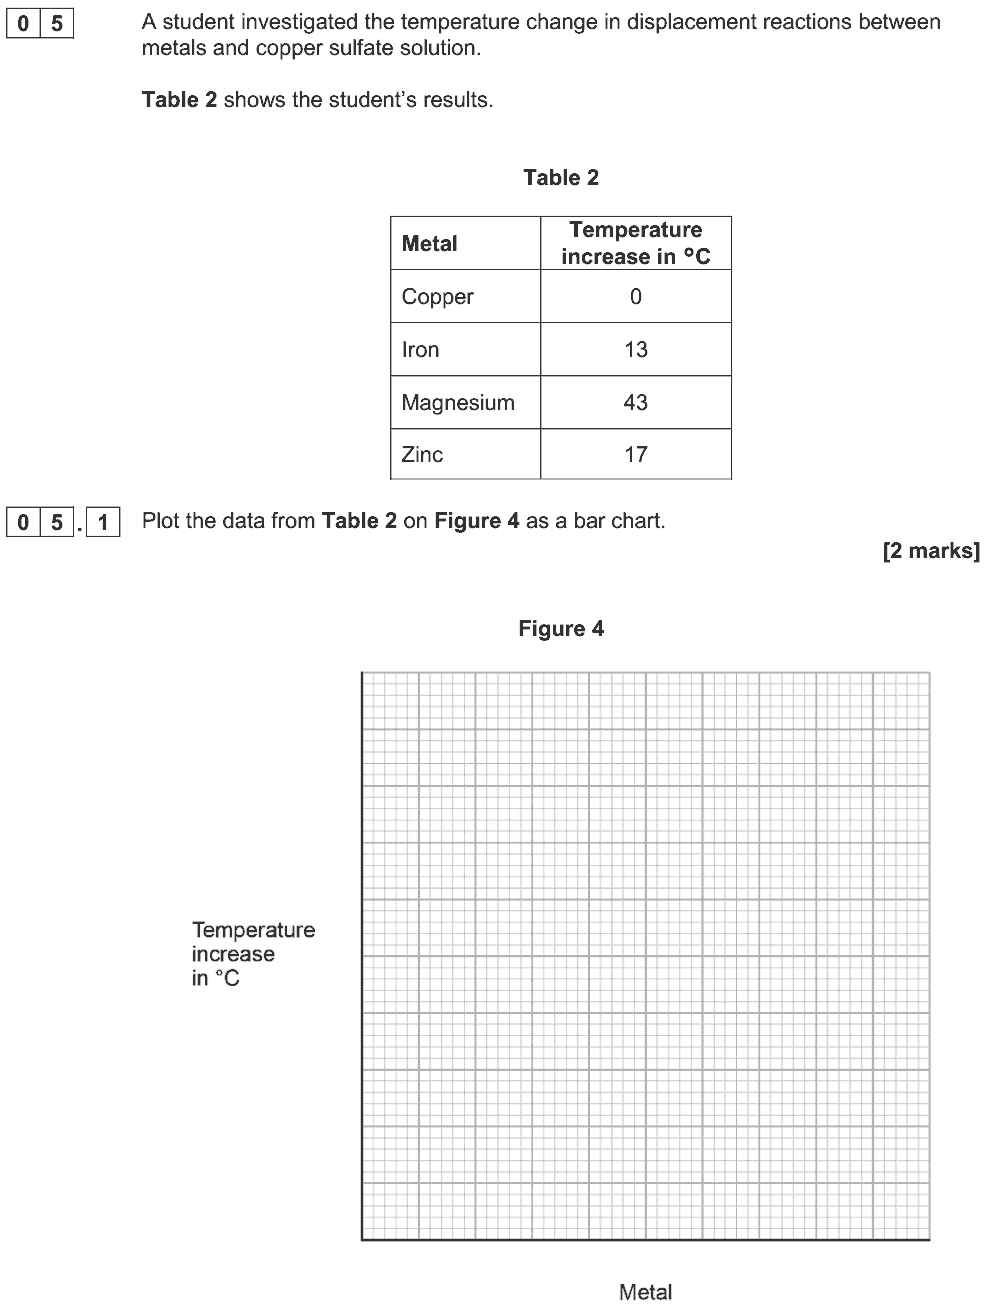 0 5 A student investigated the temperature change in displacement reactions between
metals and copper sulfate solution.
Table 2 shows the student's results.
Table 2
Metal Temperature increase in °C
Copper 0
Iron 13
Magnesium 43
Zinc 17
0 5 . 1 Plot the data from Table 2 on Figure 4 as a bar chart.
[2 marks]
Figure 4
Temperature
increase
in °C
Metal